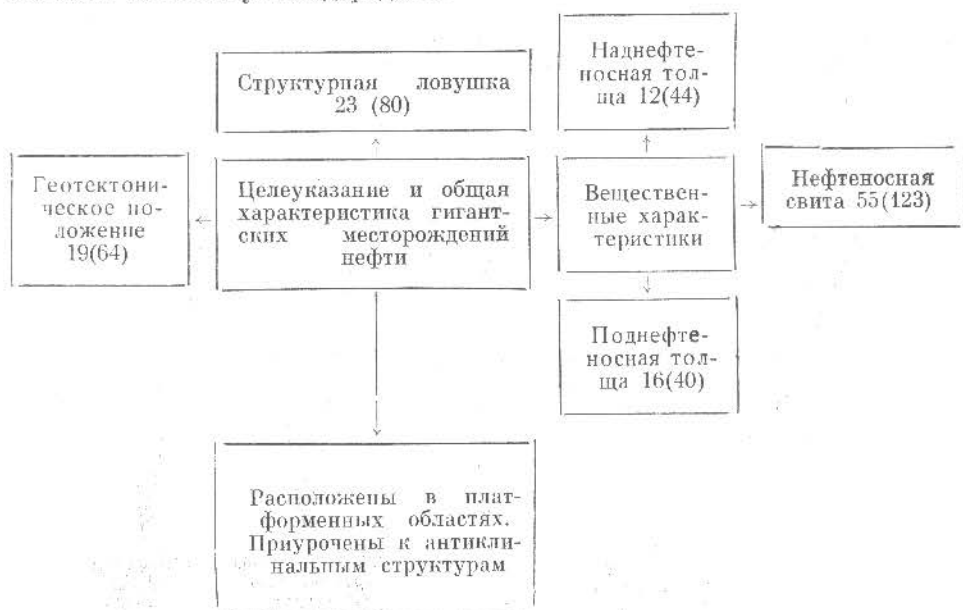 Наднефте-
носная тол-
ща 12(44)
Структурная ловушка
23 (80)
Геотектони-
ческое по-
ложение
19(64)
Целеуказание и общая
характеристика гигант-
ских месторождений
нефти
Вещественн-
ные харак-
теристики
Нефтеносная
свита 55(123)
Поднефте-
носная тол-
ща 16(40)
Расположены в плат-
форменных областях.
Приурочены к антикли-
нальным структурам